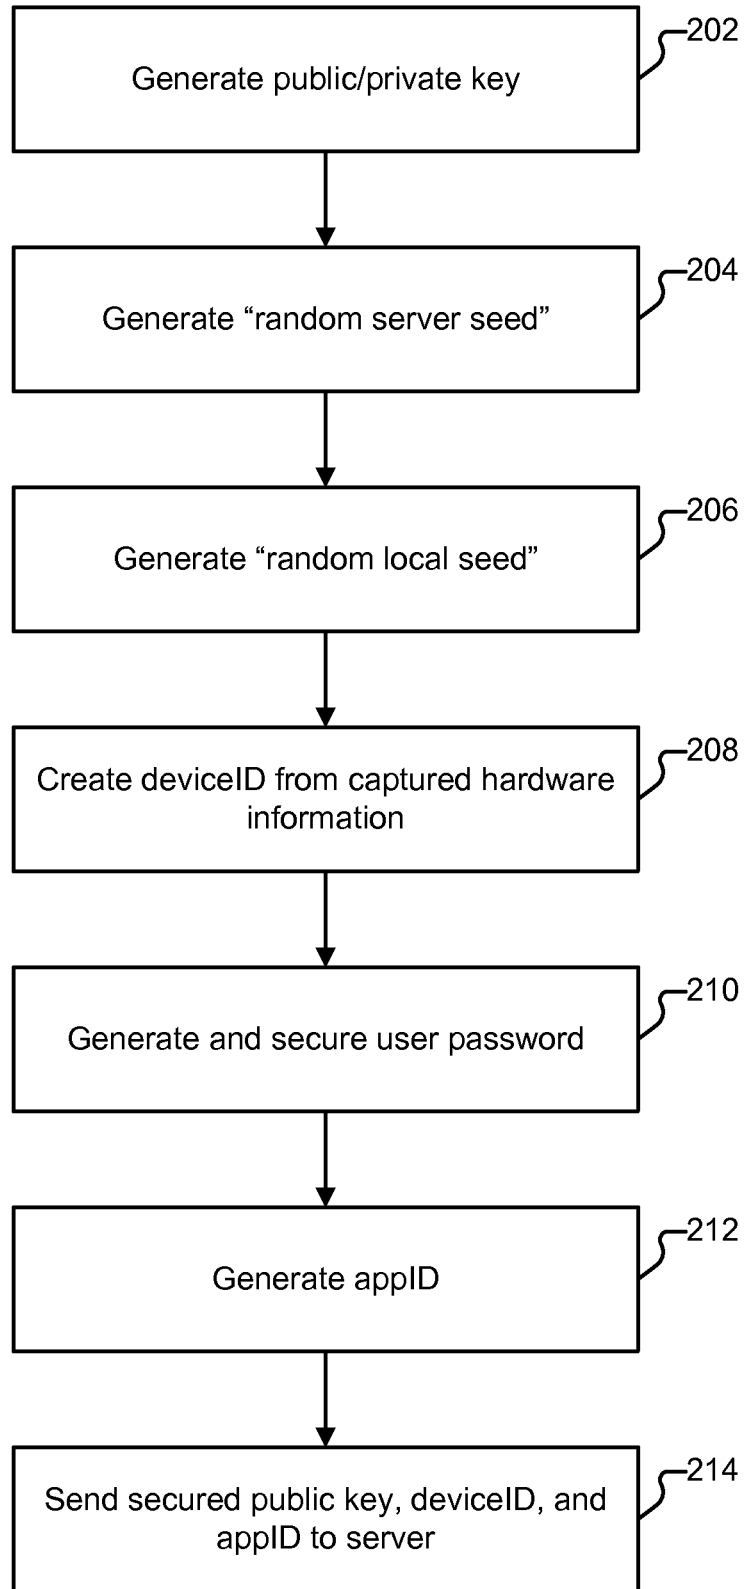 202
Generate public/private key
204
Generate “random server seed”
206
Generate “random local seed”
208
Create deviceID from captured hardware
information
210
Generate and secure user password
212
Generate appID
214
Send secured public key, deviceID, and
appID to server